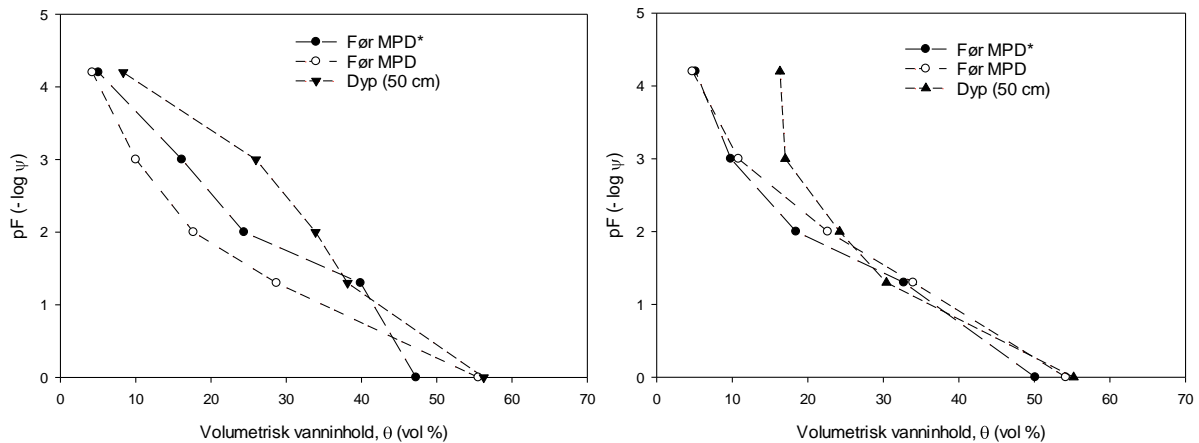 5
4
3
2
1
0
pF (- log ψ)
0 10 20 30 40 50 60 70
Volumetrisk vanninhold, θ (vol %)
Før MPD*
Før MPD
Dyp (50 cm)
5
4
3
2
1
0
pF (- log ψ)
0 10 20 30 40 50 60 70
Volumetrisk vanninhold, θ (vol %)
Før MPD*
Før MPD
Dyp (50 cm)